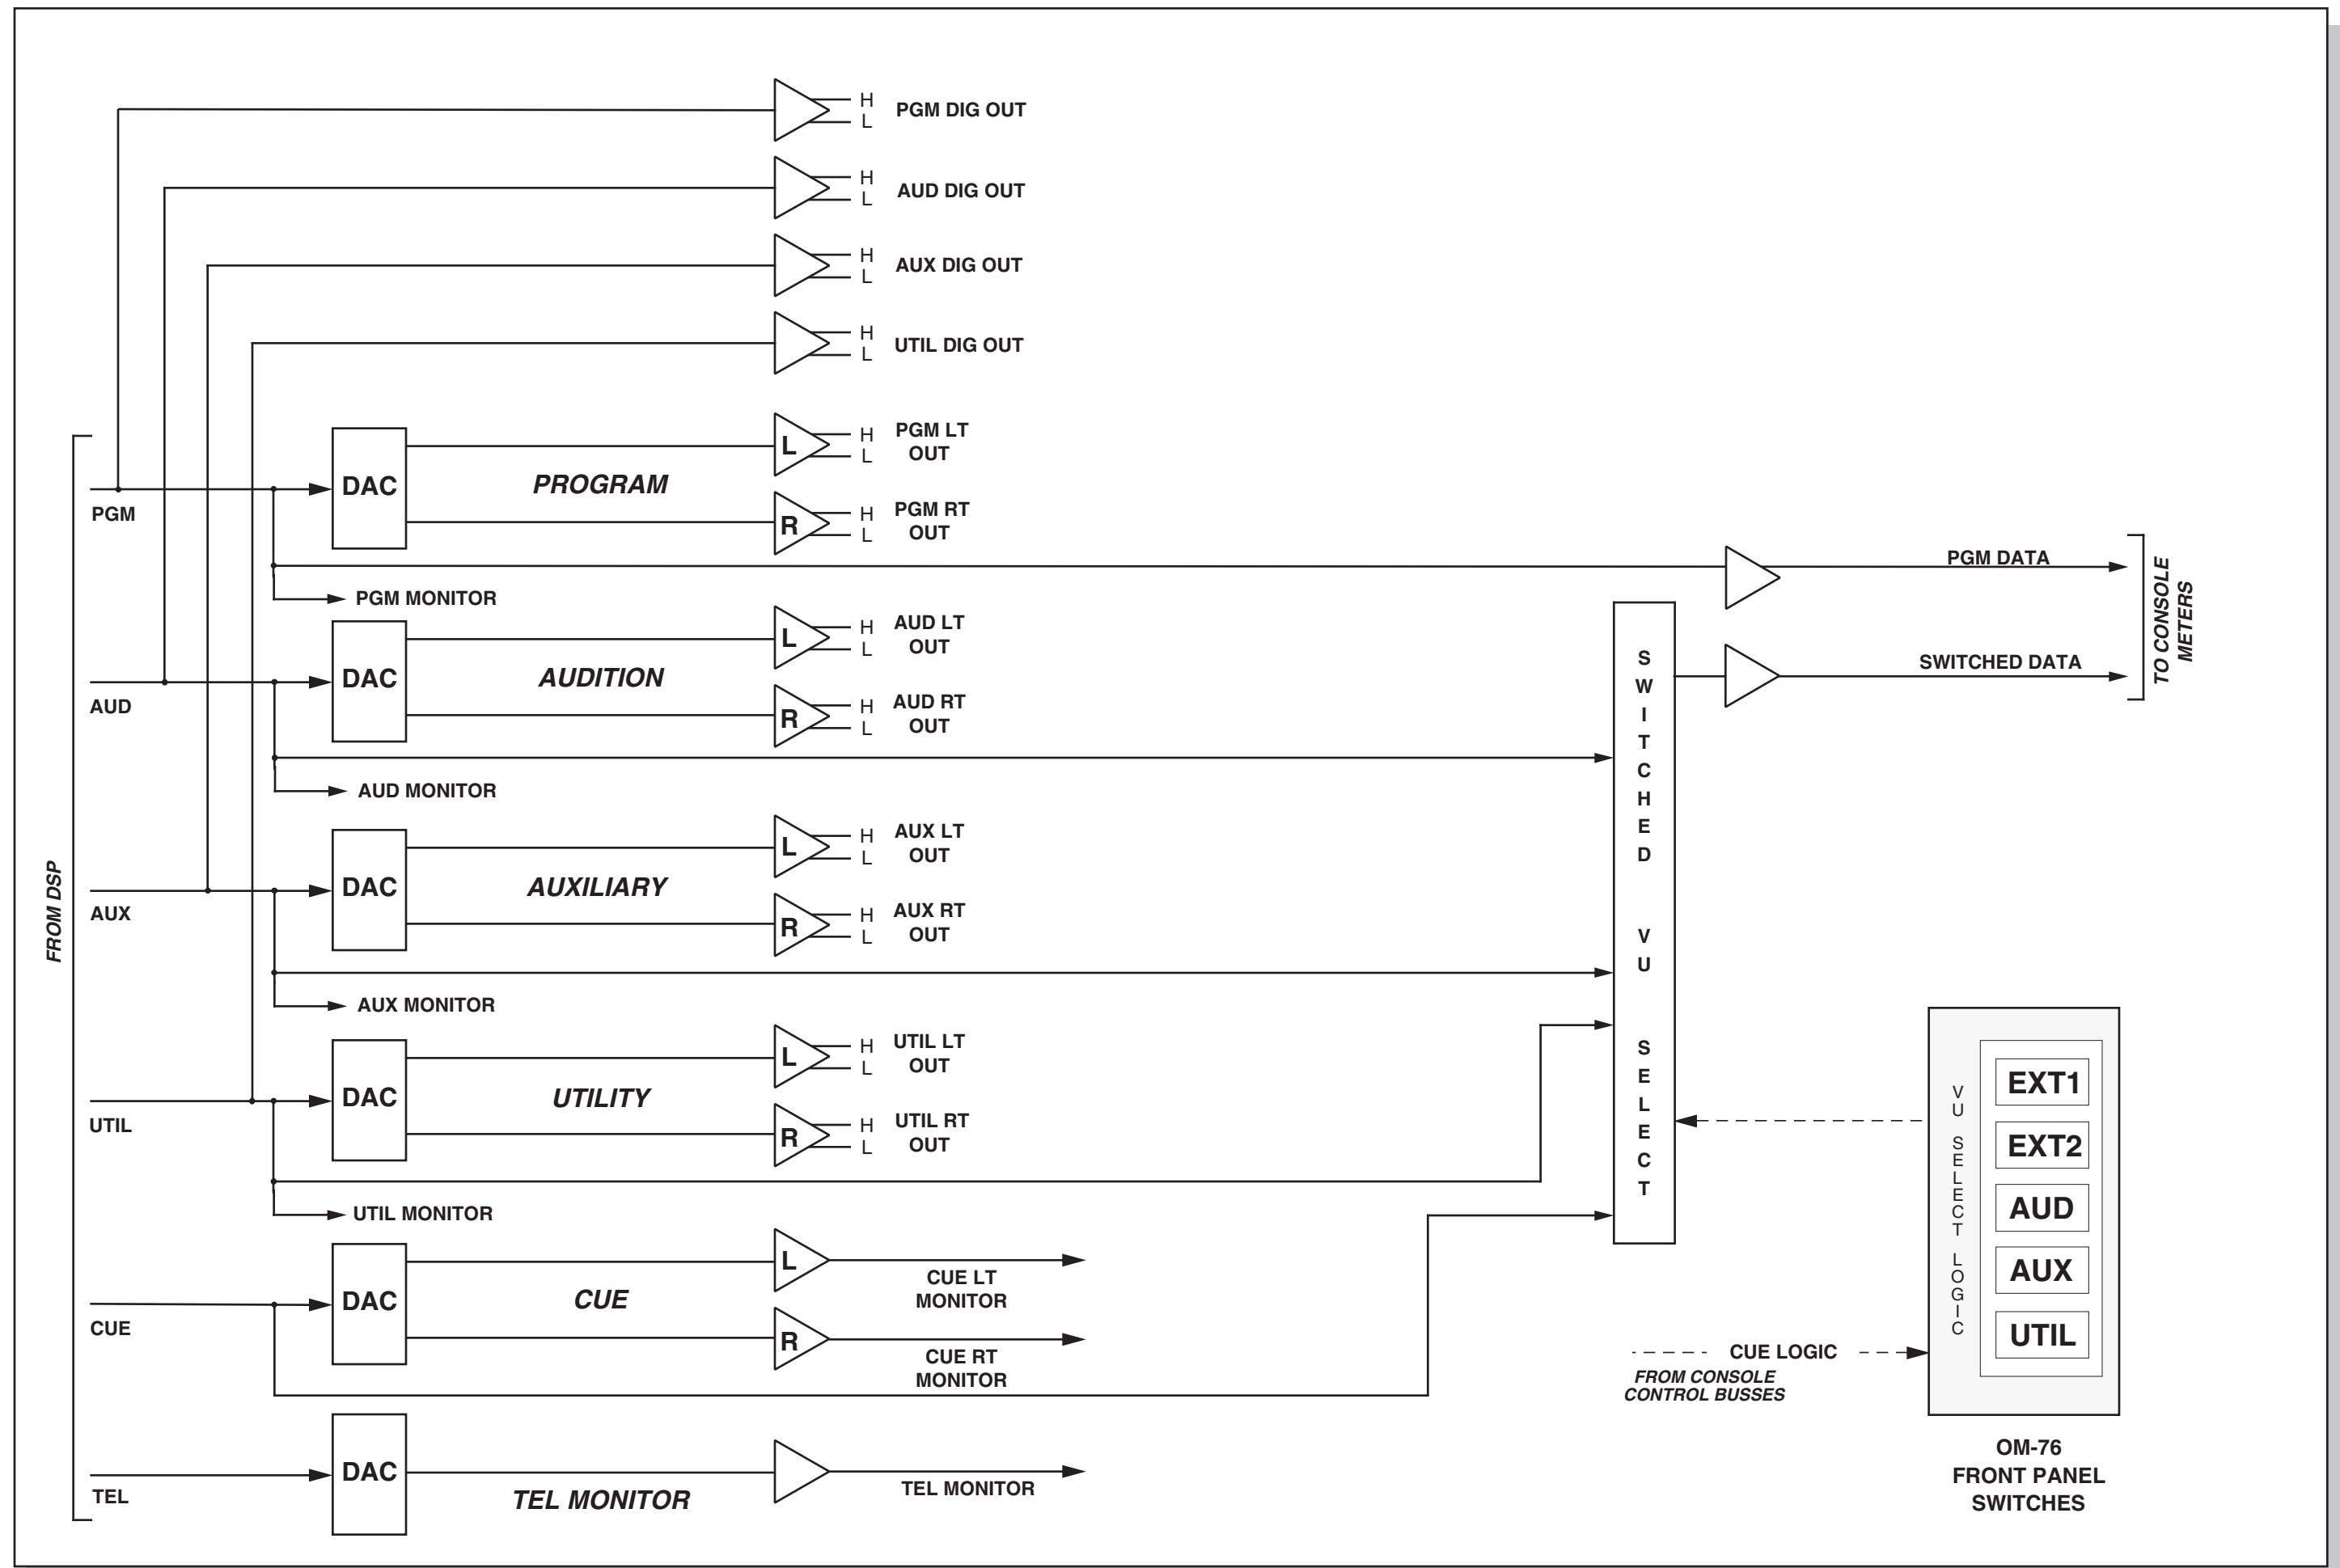 H
L
PGM DIG OUT
H
L
AUD DIG OUT
H
L
AUX DIG OUT
H
L
UTIL DIG OUT
FROM DSP
PGM
DAC
PROGRAM
L
H
L
PGM LT
OUT
R
H
L
PGM RT
OUT
PGM MONITOR
AUD
DAC
AUDITION
L
H
L
AUD LT
OUT
R
H
L
AUD RT
OUT
AUD MONITOR
AUX
DAC
AUXILIARY
L
H
L
AUX LT
OUT
R
H
L
AUX RT
OUT
AUX MONITOR
UTIL
DAC
UTILITY
L
H
L
UTIL LT
OUT
R
H
L
UTIL RT
OUT
UTIL MONITOR
CUE
DAC
CUE
L
CUE LT
MONITOR
R
CUE RT
MONITOR
TEL
DAC
TEL MONITOR
TEL MONITOR
SWITCHED VU SELECT
PGM DATA
SWITCHED DATA
TO CONSOLE
METERS
VU SELECT LOGIC
EXT1
EXT2
AUD
AUX
UTIL
CUE LOGIC
FROM CONSOLE
CONTROL BUSSES
OM-76
FRONT PANEL
SWITCHES